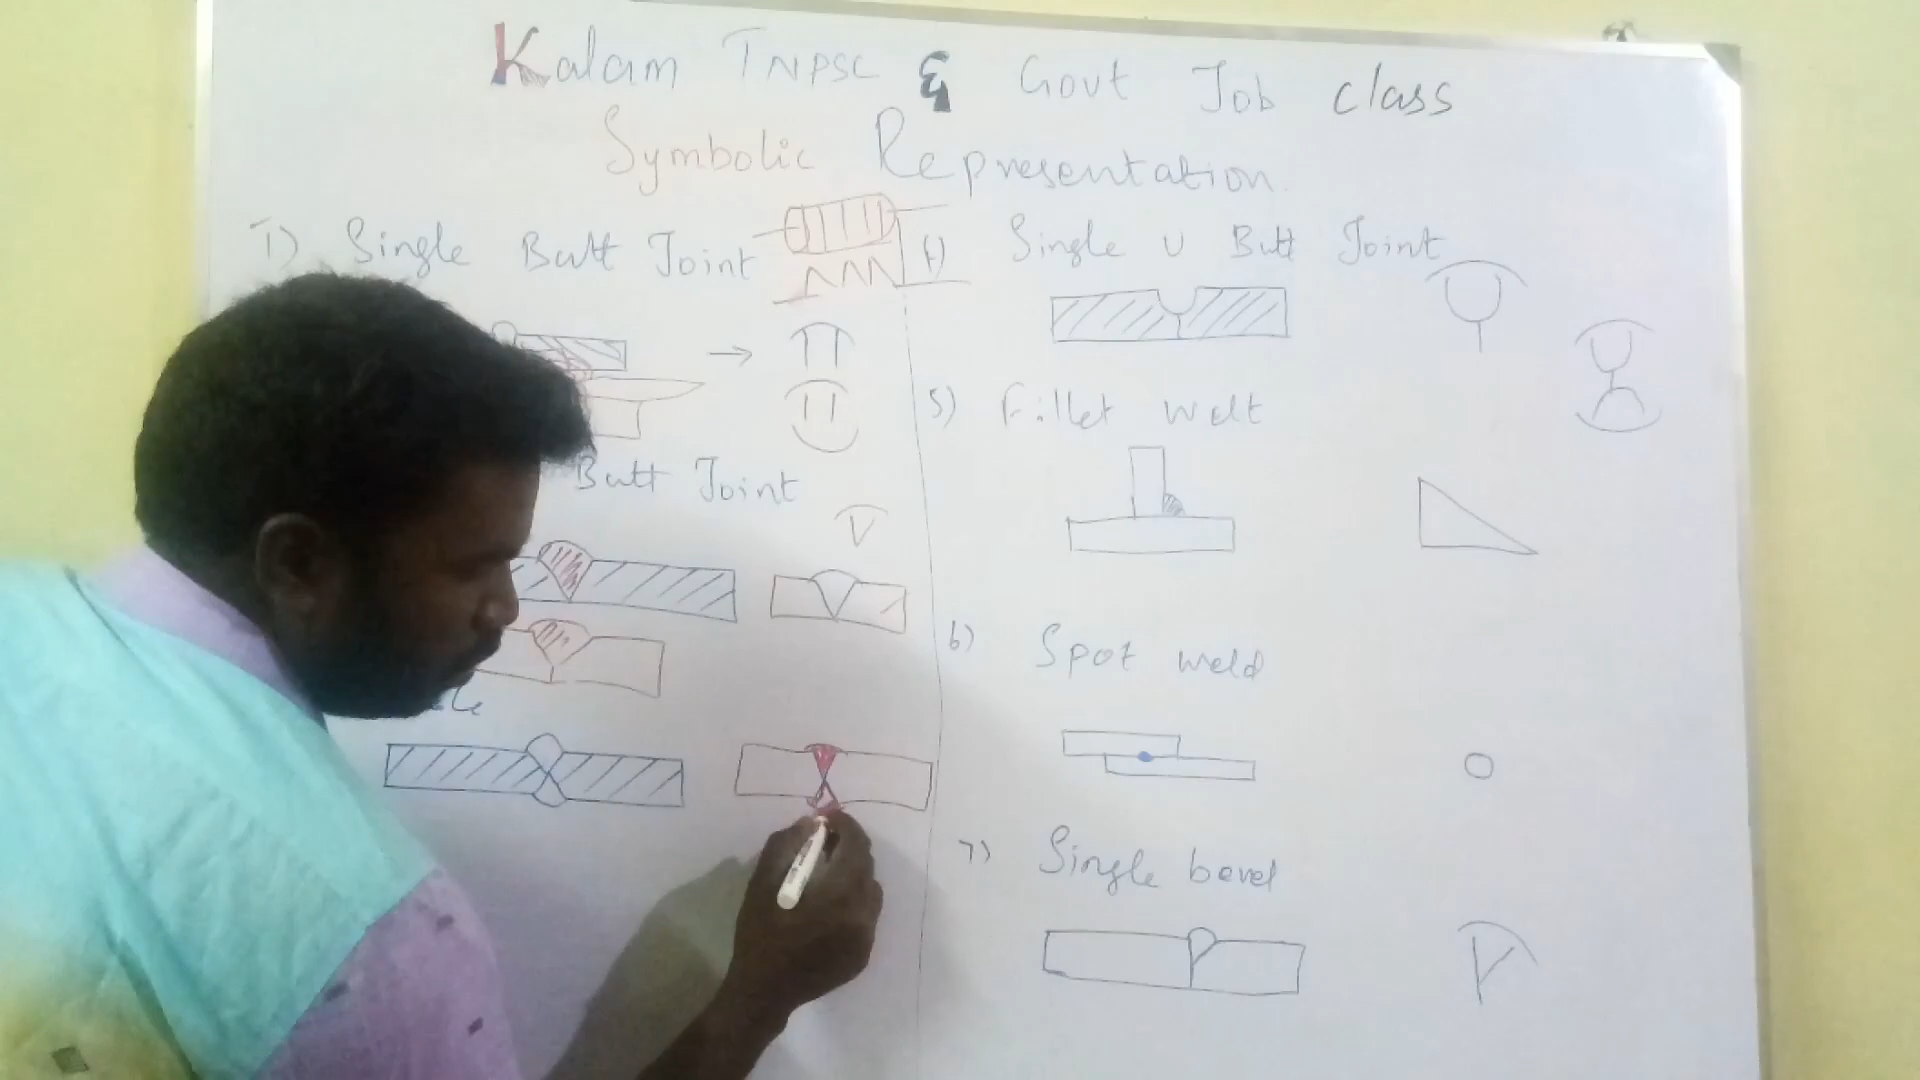 Kalam TNPSC & Govt Job class
Symbolic Representation
1) Single Butt Joint
Butt Joint
4) Single U Butt Joint
5) Fillet Welt
6) Spot weld
7) Single bevel